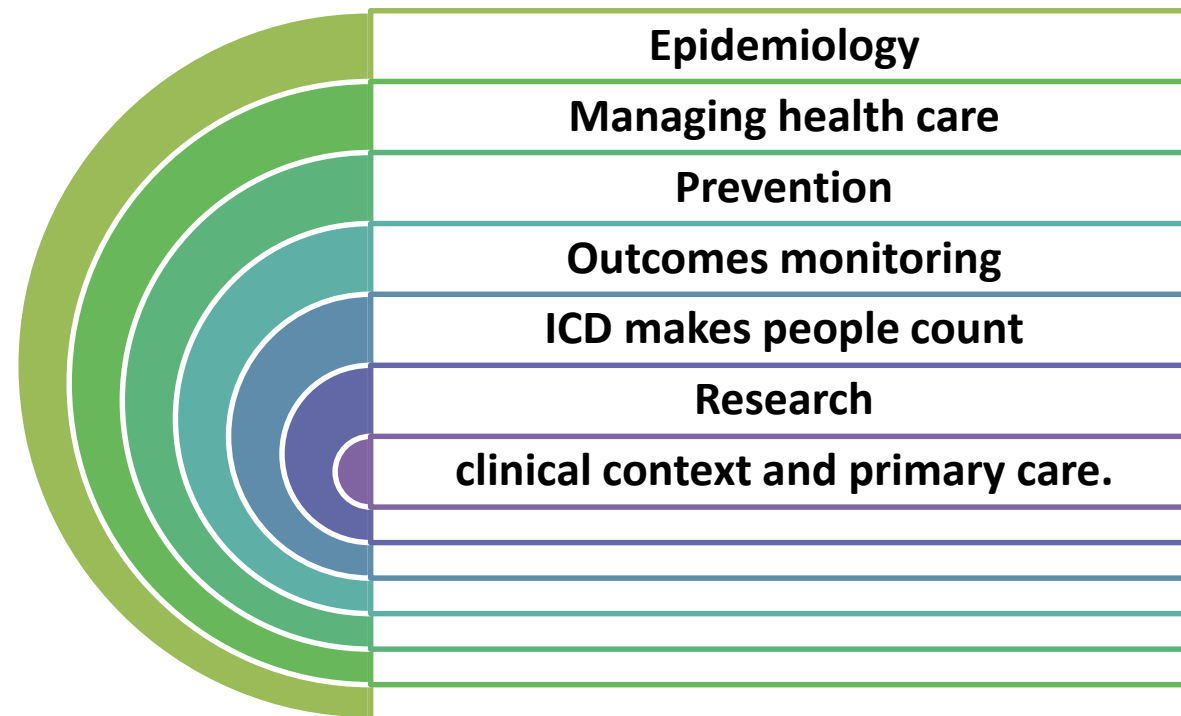 Epidemiology
Managing health care
Prevention
Outcomes monitoring
ICD makes people count
Research
clinical context and primary care.